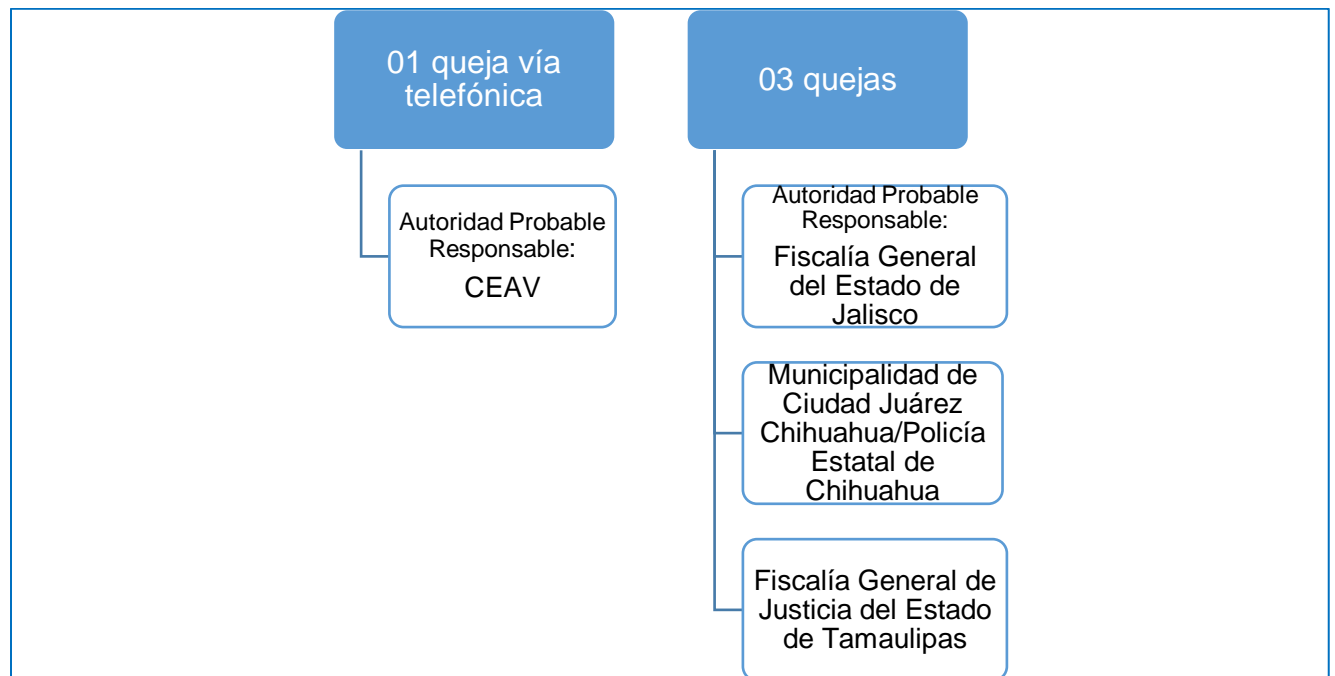 01 queja vía
telefónica
Autoridad Probable
Responsable:
CEAV
03 quejas
Autoridad Probable
Responsable:
Fiscalía General
del Estado de
Jalisco
Municipalidad de
Ciudad Juárez
Chihuahua/Policía
Estatal de
Chihuahua
Fiscalía General de
Justicia del Estado
de Tamaulipas